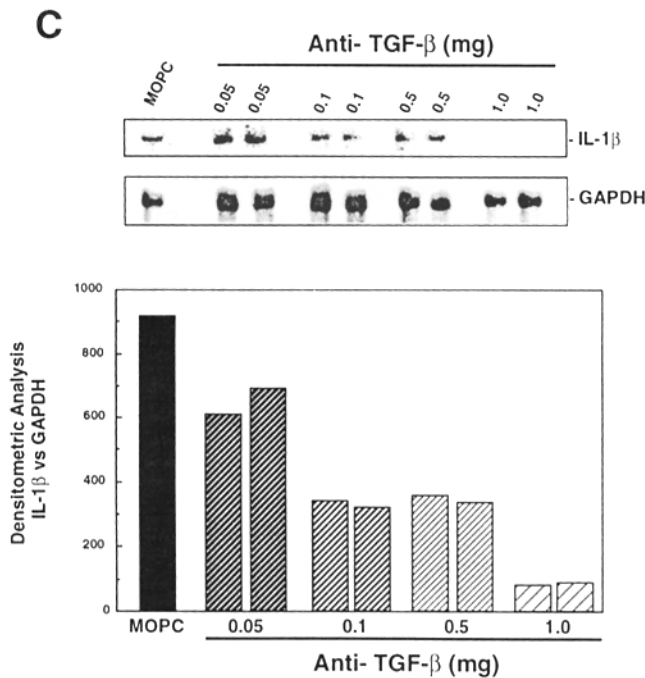 C
Anti- TGF-β (mg)
MOPC 0.05 0.05 0.1 0.1 0.5 0.5 1.0 1.0
- IL-1β
- GAPDH
Densitometric Analysis
IL-1β vs GAPDH
1000
800
600
400
200
0
MOPC 0.05 0.1 0.5 1.0
Anti- TGF-β (mg)